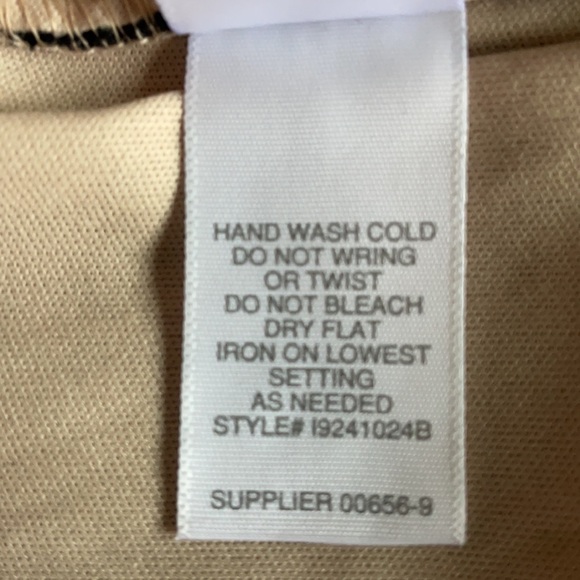 HAND WASH COLD
DO NOT WRING
OR TWIST
DO NOT BLEACH
DRY FLAT
IRON ON LOWEST
SETTING
AS NEEDED
STYLE# I9241024B
SUPPLIER 00656-9